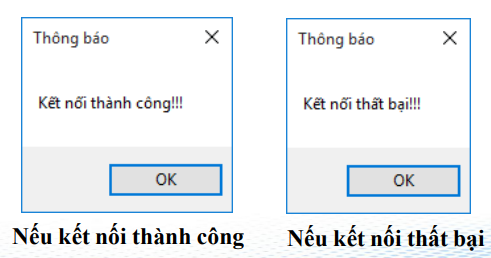 Thông báo
Kết nối thành công!!!
OK
Nếu kết nối thành công
Thông báo
Kết nối thất bại!!!
OK
Nếu kết nối thất bại